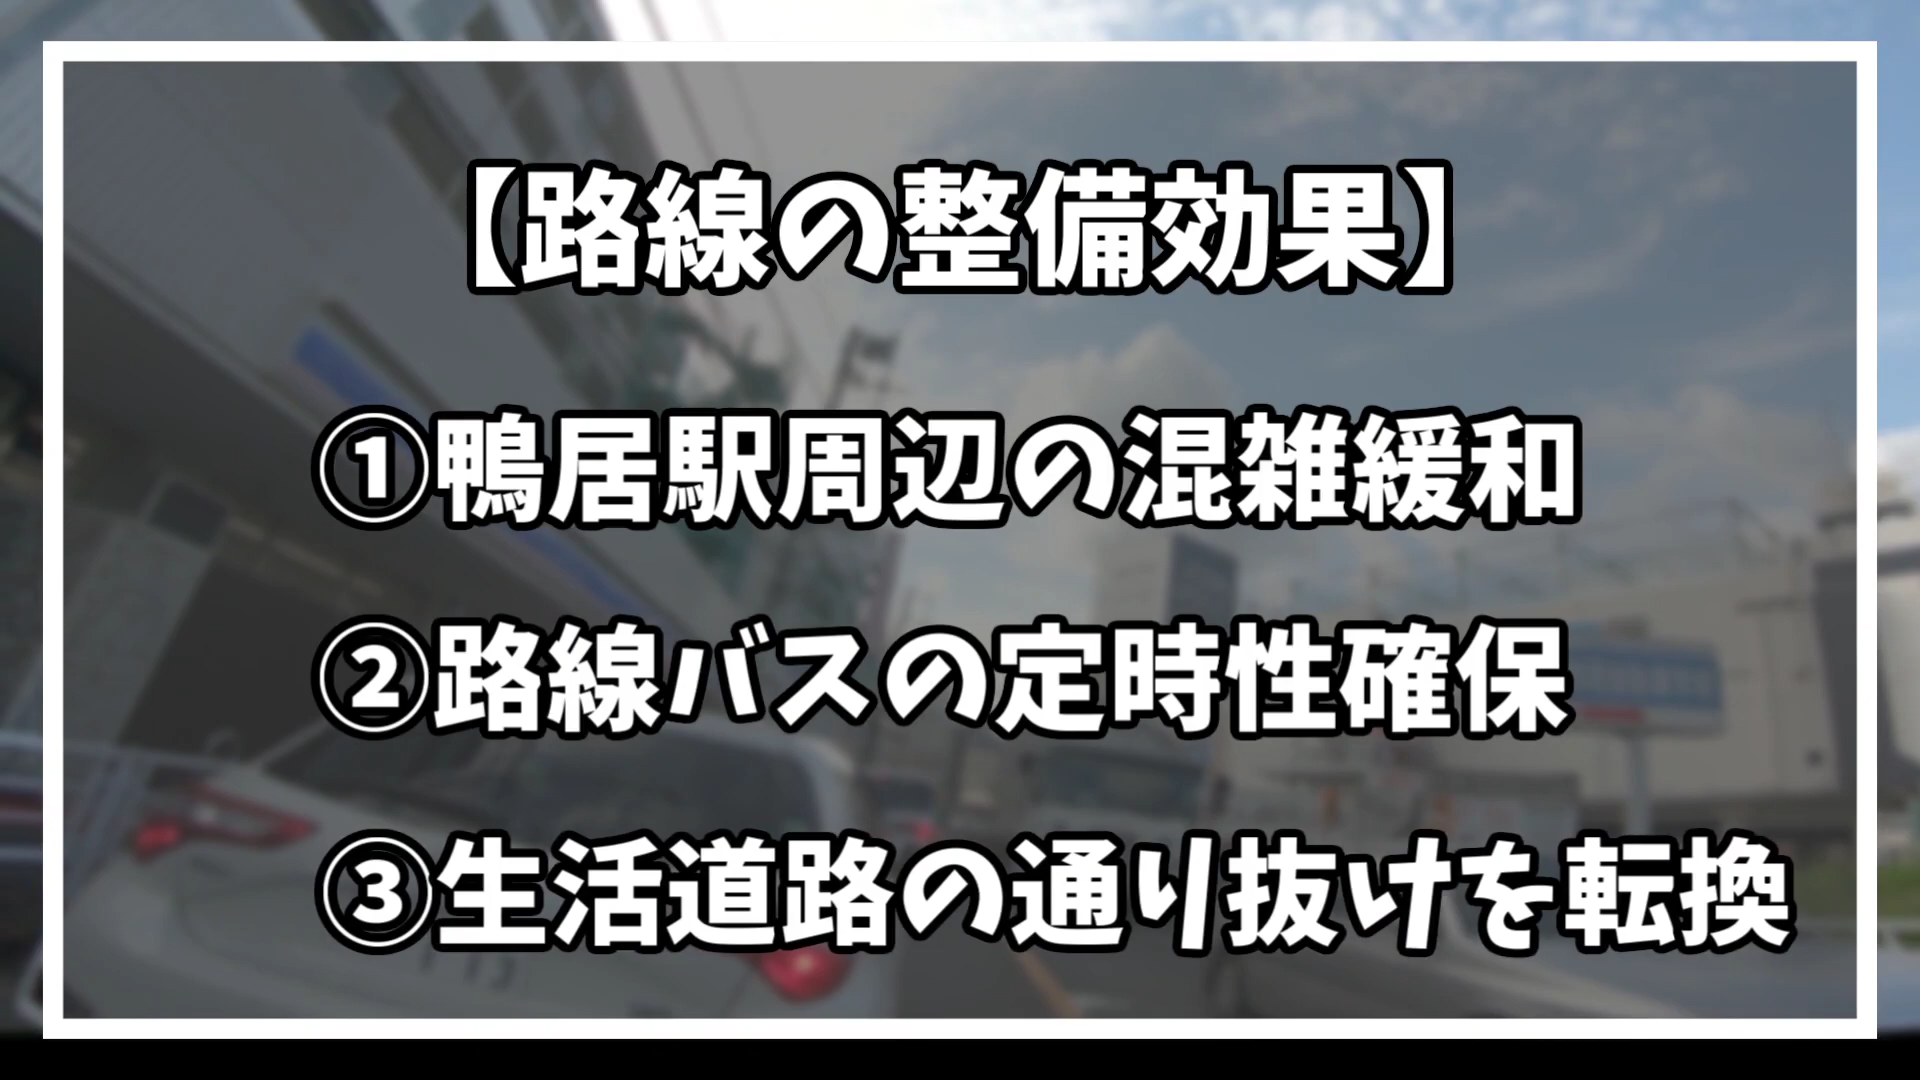 【路線の整備効果】
①鴨居駅周辺の混雑緩和
②路線バスの定時性確保
③生活道路の通り抜けを転換